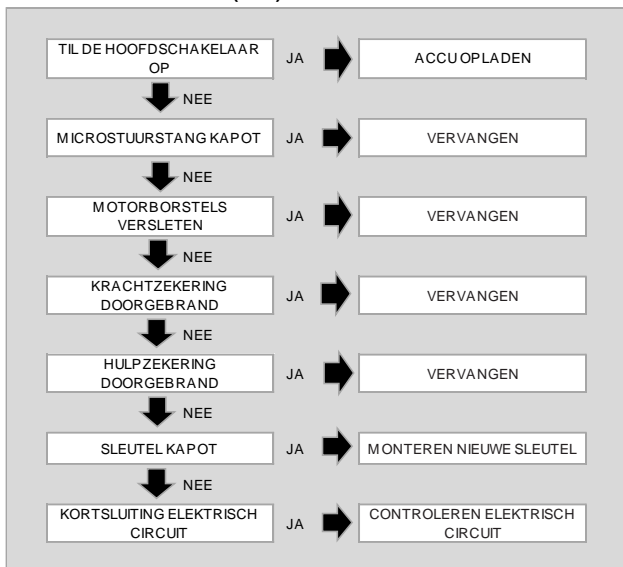 TIL DE HOOFDSCHAKELAAR
OP
JA
ACCU OPLADEN
NEE
MICROSTUURSTANG KAPOT
JA
VERVANGEN
NEE
MOTORBORSTELS
VERSLETEN
JA
VERVANGEN
NEE
KRACHTZEKERING
DOORGEBRAND
JA
VERVANGEN
NEE
HULPZEKERING
DOORGEBRAND
JA
VERVANGEN
NEE
SLEUTEL KAPOT
JA
MONTEREN NIEUWE SLEUTEL
NEE
KORTSLUITING ELEKTRISCH
CIRCUIT
JA
CONTROLEREN ELEKTRISCH
CIRCUIT